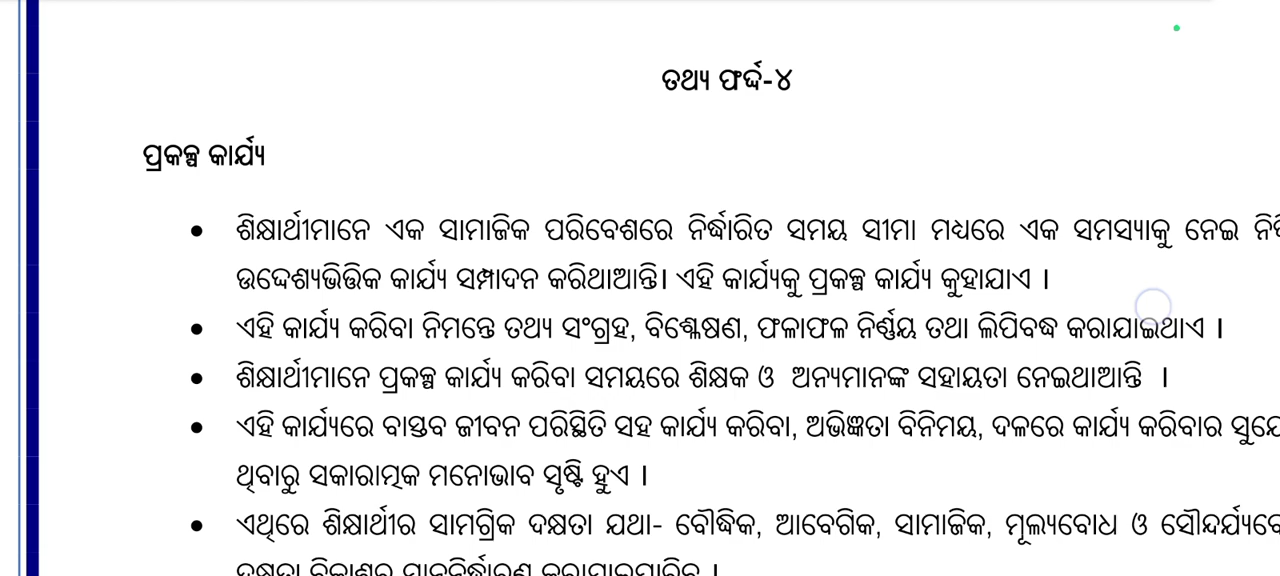 ତଥ୍ୟ ଫର୍ଦ୍ଦ-୪
ପ୍ରକଳ୍ପ କାର୍ଯ୍ୟ
● ଶିକ୍ଷାର୍ଥୀମାନେ ଏକ ସାମାଜିକ ପରିବେଶରେ ନିର୍ଦ୍ଧାରିତ ସମୟ ସୀମା ମଧ୍ୟରେ ଏକ ସମସ୍ୟାକୁ ନେଇ
ଉଦ୍ଦେଶ୍ୟଭିତ୍ତିକ କାର୍ଯ୍ୟ ସମ୍ପାଦନ କରିଥାଆନ୍ତି। ଏହି କାର୍ଯ୍ୟକୁ ପ୍ରକଳ୍ପ କାର୍ଯ୍ୟ କୁହାଯାଏ ।
● ଏହି କାର୍ଯ୍ୟ କରିବା ନିମନ୍ତେ ତଥ୍ୟ ସଂଗ୍ରହ, ବିଶ୍ଳେଷଣ, ଫଳାଫଳ ନିର୍ଣ୍ଣୟ ତଥା ଲିପିବଦ୍ଧ କରାଯାଇଥାଏ ।
● ଶିକ୍ଷାର୍ଥୀମାନେ ପ୍ରକଳ୍ପ କାର୍ଯ୍ୟ କରିବା ସମୟରେ ଶିକ୍ଷକ ଓ ଅନ୍ୟମାନଙ୍କ ସହାୟତା ନେଇଥାଆନ୍ତି ।
● ଏହି କାର୍ଯ୍ୟରେ ବାସ୍ତବ ଜୀବନ ପରିସ୍ଥିତି ସହ କାର୍ଯ୍ୟ କରିବା, ଅଭିଜ୍ଞତା ବିନିମୟ, ଦଳରେ କାର୍ଯ୍ୟ କରିବାର
ଥିବାରୁ ସକାରାତ୍ମକ ମନୋଭାବ ସୃଷ୍ଟି ହୁଏ ।
● ଏଥିରେ ଶିକ୍ଷାର୍ଥୀର ସାମଗ୍ରିକ ଦକ୍ଷତା ଯଥା- ବୌଦ୍ଧିକ, ଆବେଗିକ, ସାମାଜିକ, ମୂଲ୍ୟବୋଧ ଓ